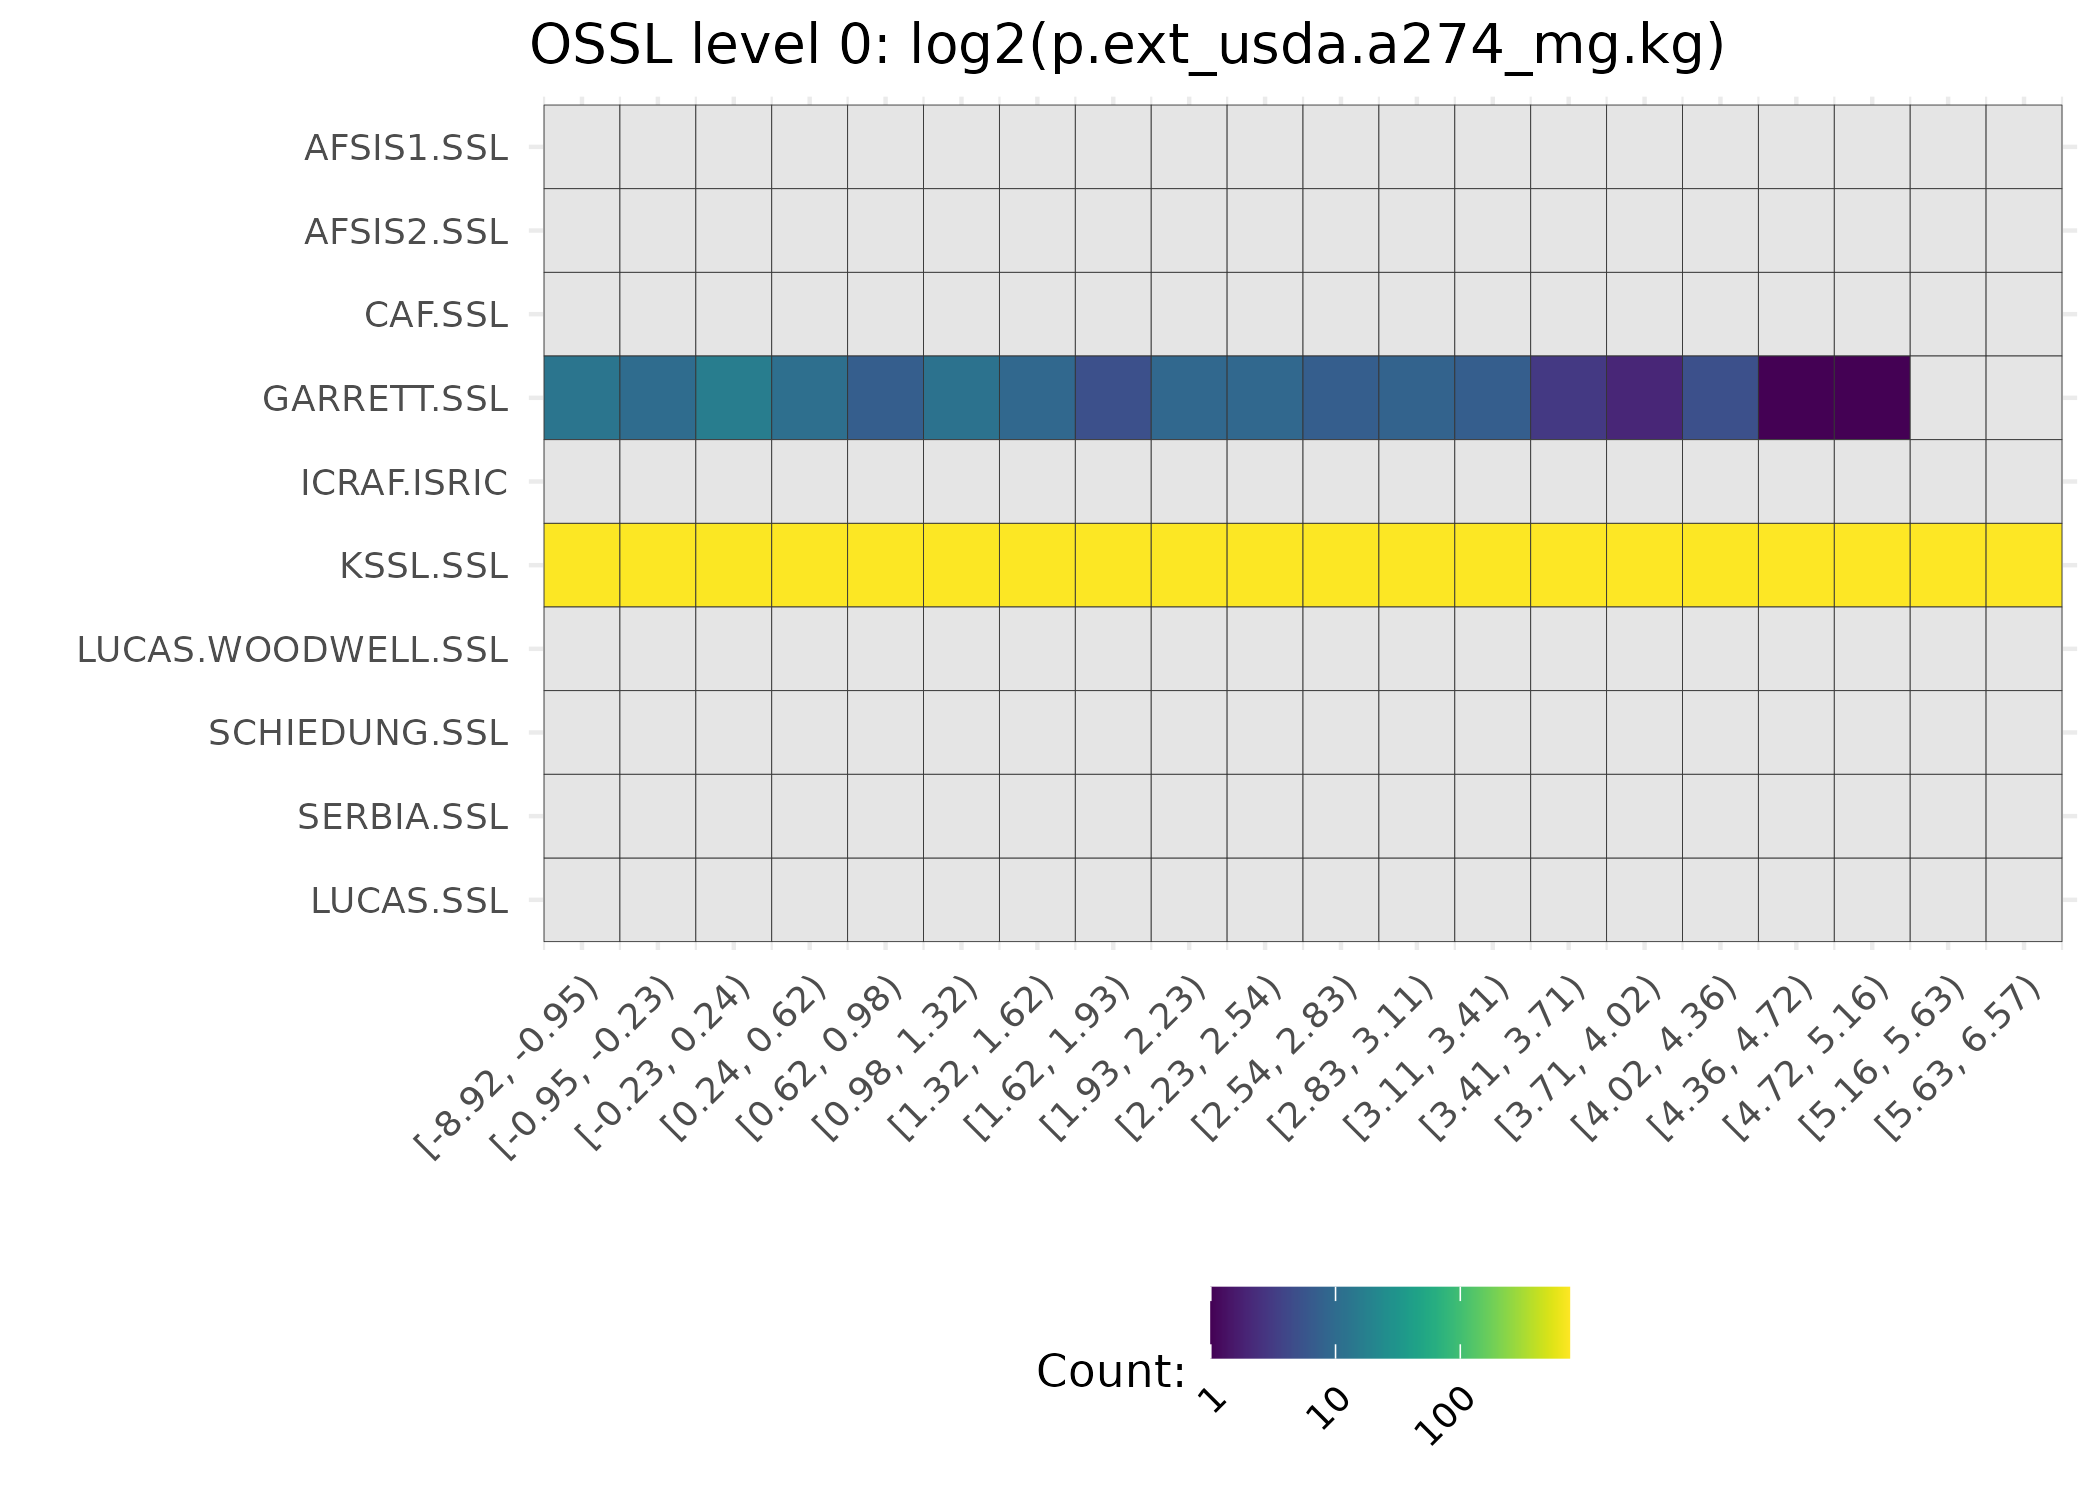 OSSL level 0: log2(p.ext_usda.a274_mg.kg)
AFSIS1.SSL
AFSIS2.SSL
CAF.SSL
GARRETT.SSL
ICRAF.ISRIC
KSSL.SSL
LUCAS.WOODWELL.SSL
SCHIEDUNG.SSL
SERBIA.SSL
LUCAS.SSL
[-8.92, -0.95)
[-0.95, -0.23)
[-0.23, 0.24)
[0.24, 0.62)
[0.62, 0.98)
[0.98, 1.32)
[1.32, 1.62)
[1.62, 1.93)
[1.93, 2.23)
[2.23, 2.54)
[2.54, 2.83)
[2.83, 3.11)
[3.11, 3.41)
[3.41, 3.71)
[3.71, 4.02)
[4.02, 4.36)
[4.36, 4.72)
[4.72, 5.16)
[5.16, 5.63)
[5.63, 6.57)
Count:
1
10
100